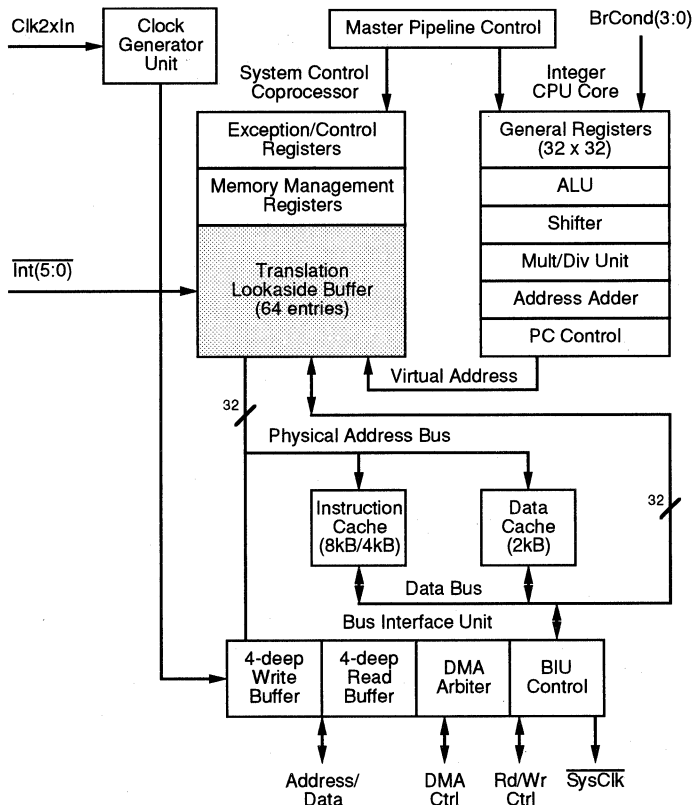 Clk2xIn
Clock
Generator
Unit
Master Pipeline Control
BrCond(3:0)
System Control
Coprocessor
Integer
CPU Core
Exception/Control
Registers
Memory Management
Registers
Translation
Lookaside Buffer
(64 entries)
General Registers
(32 x 32)
ALU
Shifter
Mult/Div Unit
Address Adder
PC Control
Int(5:0)
Virtual Address
32
Physical Address Bus
Instruction
Cache
(8kB/4kB)
Data
Cache
(2kB)
32
Data Bus
Bus Interface Unit
4-deep
Write
Buffer
4-deep
Read
Buffer
DMA
Arbiter
BIU
Control
Address/
Data
DMA
Ctrl
Rd/Wr
Ctrl
SysClk